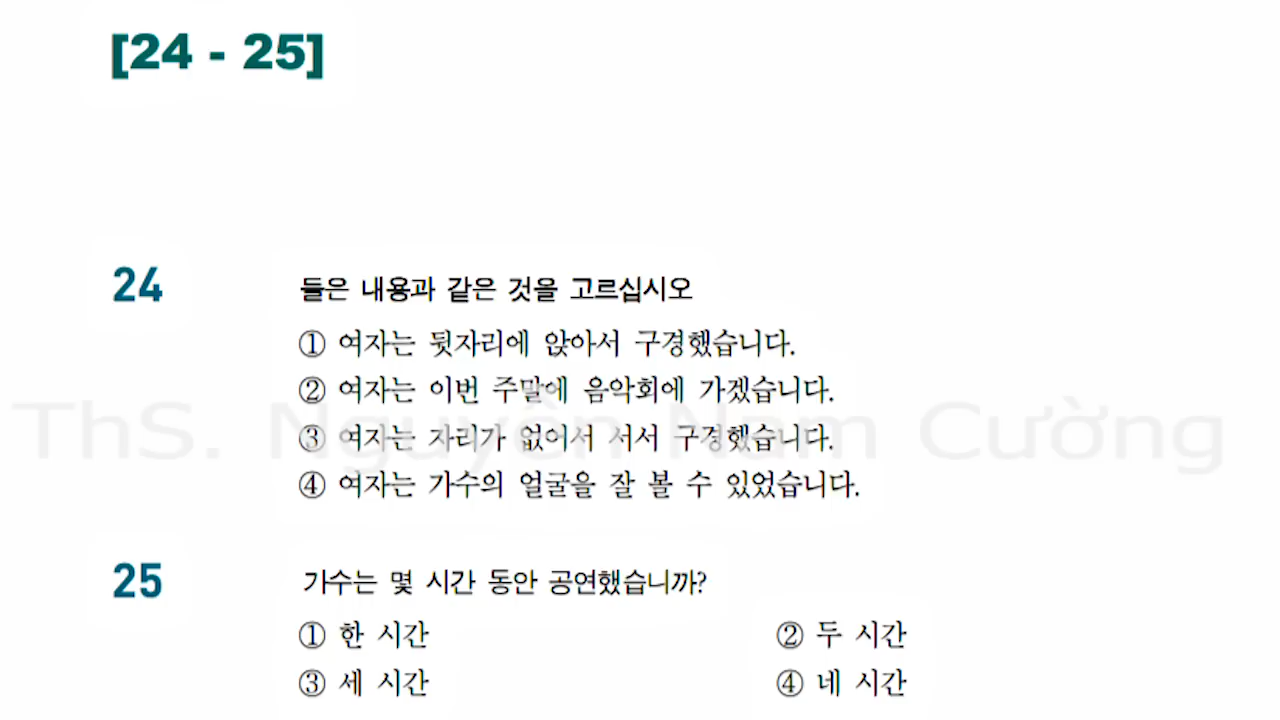 [24 - 25]
24
들은 내용과 같은 것을 고르십시오
① 여자는 뒷자리에 앉아서 구경했습니다.
② 여자는 이번 주말에 음악회에 가겠습니다.
ThS. Nguyễn Nam Cường
③ 여자는 자리가 없어서 서서 구경했습니다.
④ 여자는 가수의 얼굴을 잘 볼 수 있었습니다.
25
가수는 몇 시간 동안 공연했습니까?
① 한 시간 ② 두 시간
③ 세 시간 ④ 네 시간